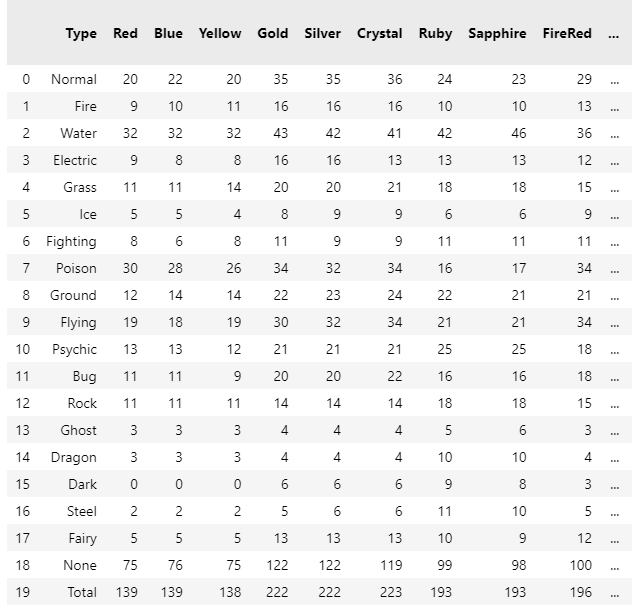 Type Red Blue Yellow Gold Silver Crystal Ruby Sapphire FireRed ...
0 Normal 20 22 20 35 35 36 24 23 29 ...
1 Fire 9 10 11 16 16 16 10 10 13 ...
2 Water 32 32 32 43 42 41 42 46 36 ...
3 Electric 9 8 8 16 16 13 13 13 12 ...
4 Grass 11 11 14 20 20 21 18 18 15 ...
5 Ice 5 5 4 8 9 9 6 6 9 ...
6 Fighting 8 6 8 11 9 9 11 11 11 ...
7 Poison 30 28 26 34 32 34 16 17 34 ...
8 Ground 12 14 14 22 23 24 22 21 21 ...
9 Flying 19 18 19 30 32 34 21 21 34 ...
10 Psychic 13 13 12 21 21 21 25 25 18 ...
11 Bug 11 11 9 20 20 22 16 16 18 ...
12 Rock 11 11 11 14 14 14 18 18 15 ...
13 Ghost 3 3 3 4 4 4 5 6 3 ...
14 Dragon 3 3 3 4 4 4 10 10 4 ...
15 Dark 0 0 0 6 6 6 9 8 3 ...
16 Steel 2 2 2 5 6 6 11 10 5 ...
17 Fairy 5 5 5 13 13 13 10 9 12 ...
18 None 75 76 75 122 122 119 99 98 100 ...
19 Total 139 139 138 222 222 223 193 193 196 ...